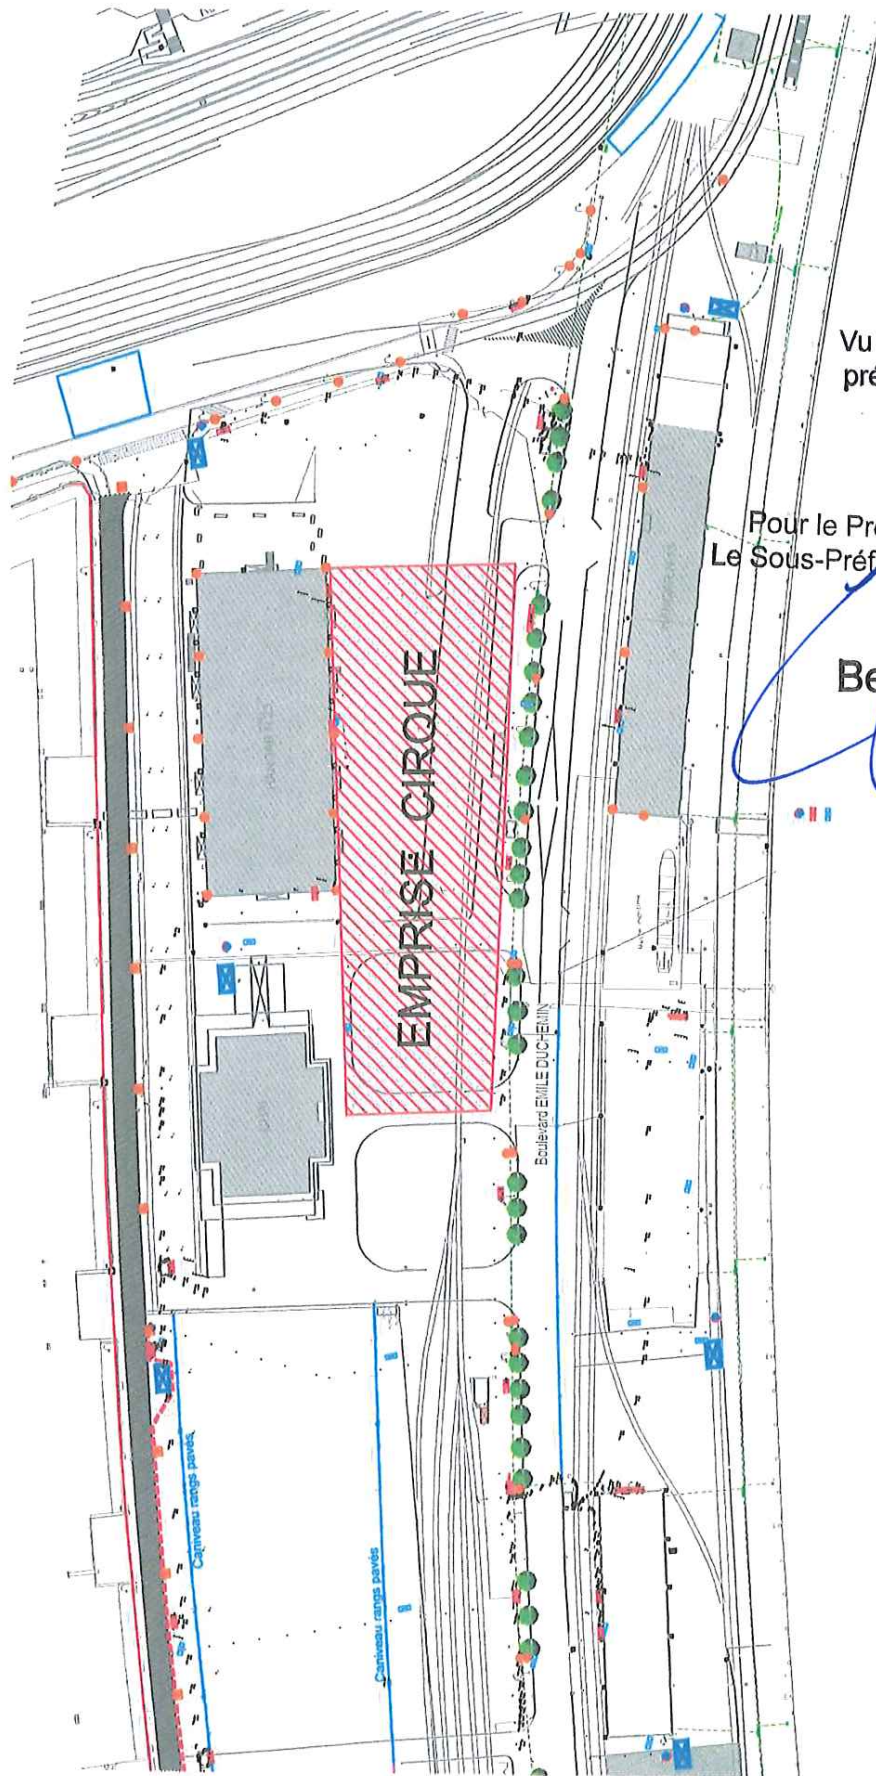 Vu
pré
Pour le Pré
Le Sous-Préf
Be
EMPRISE CIRQUE
Boulevard EMILE DUCHEMIN
Caniveau rangs pavés
Caniveau rangs pavés